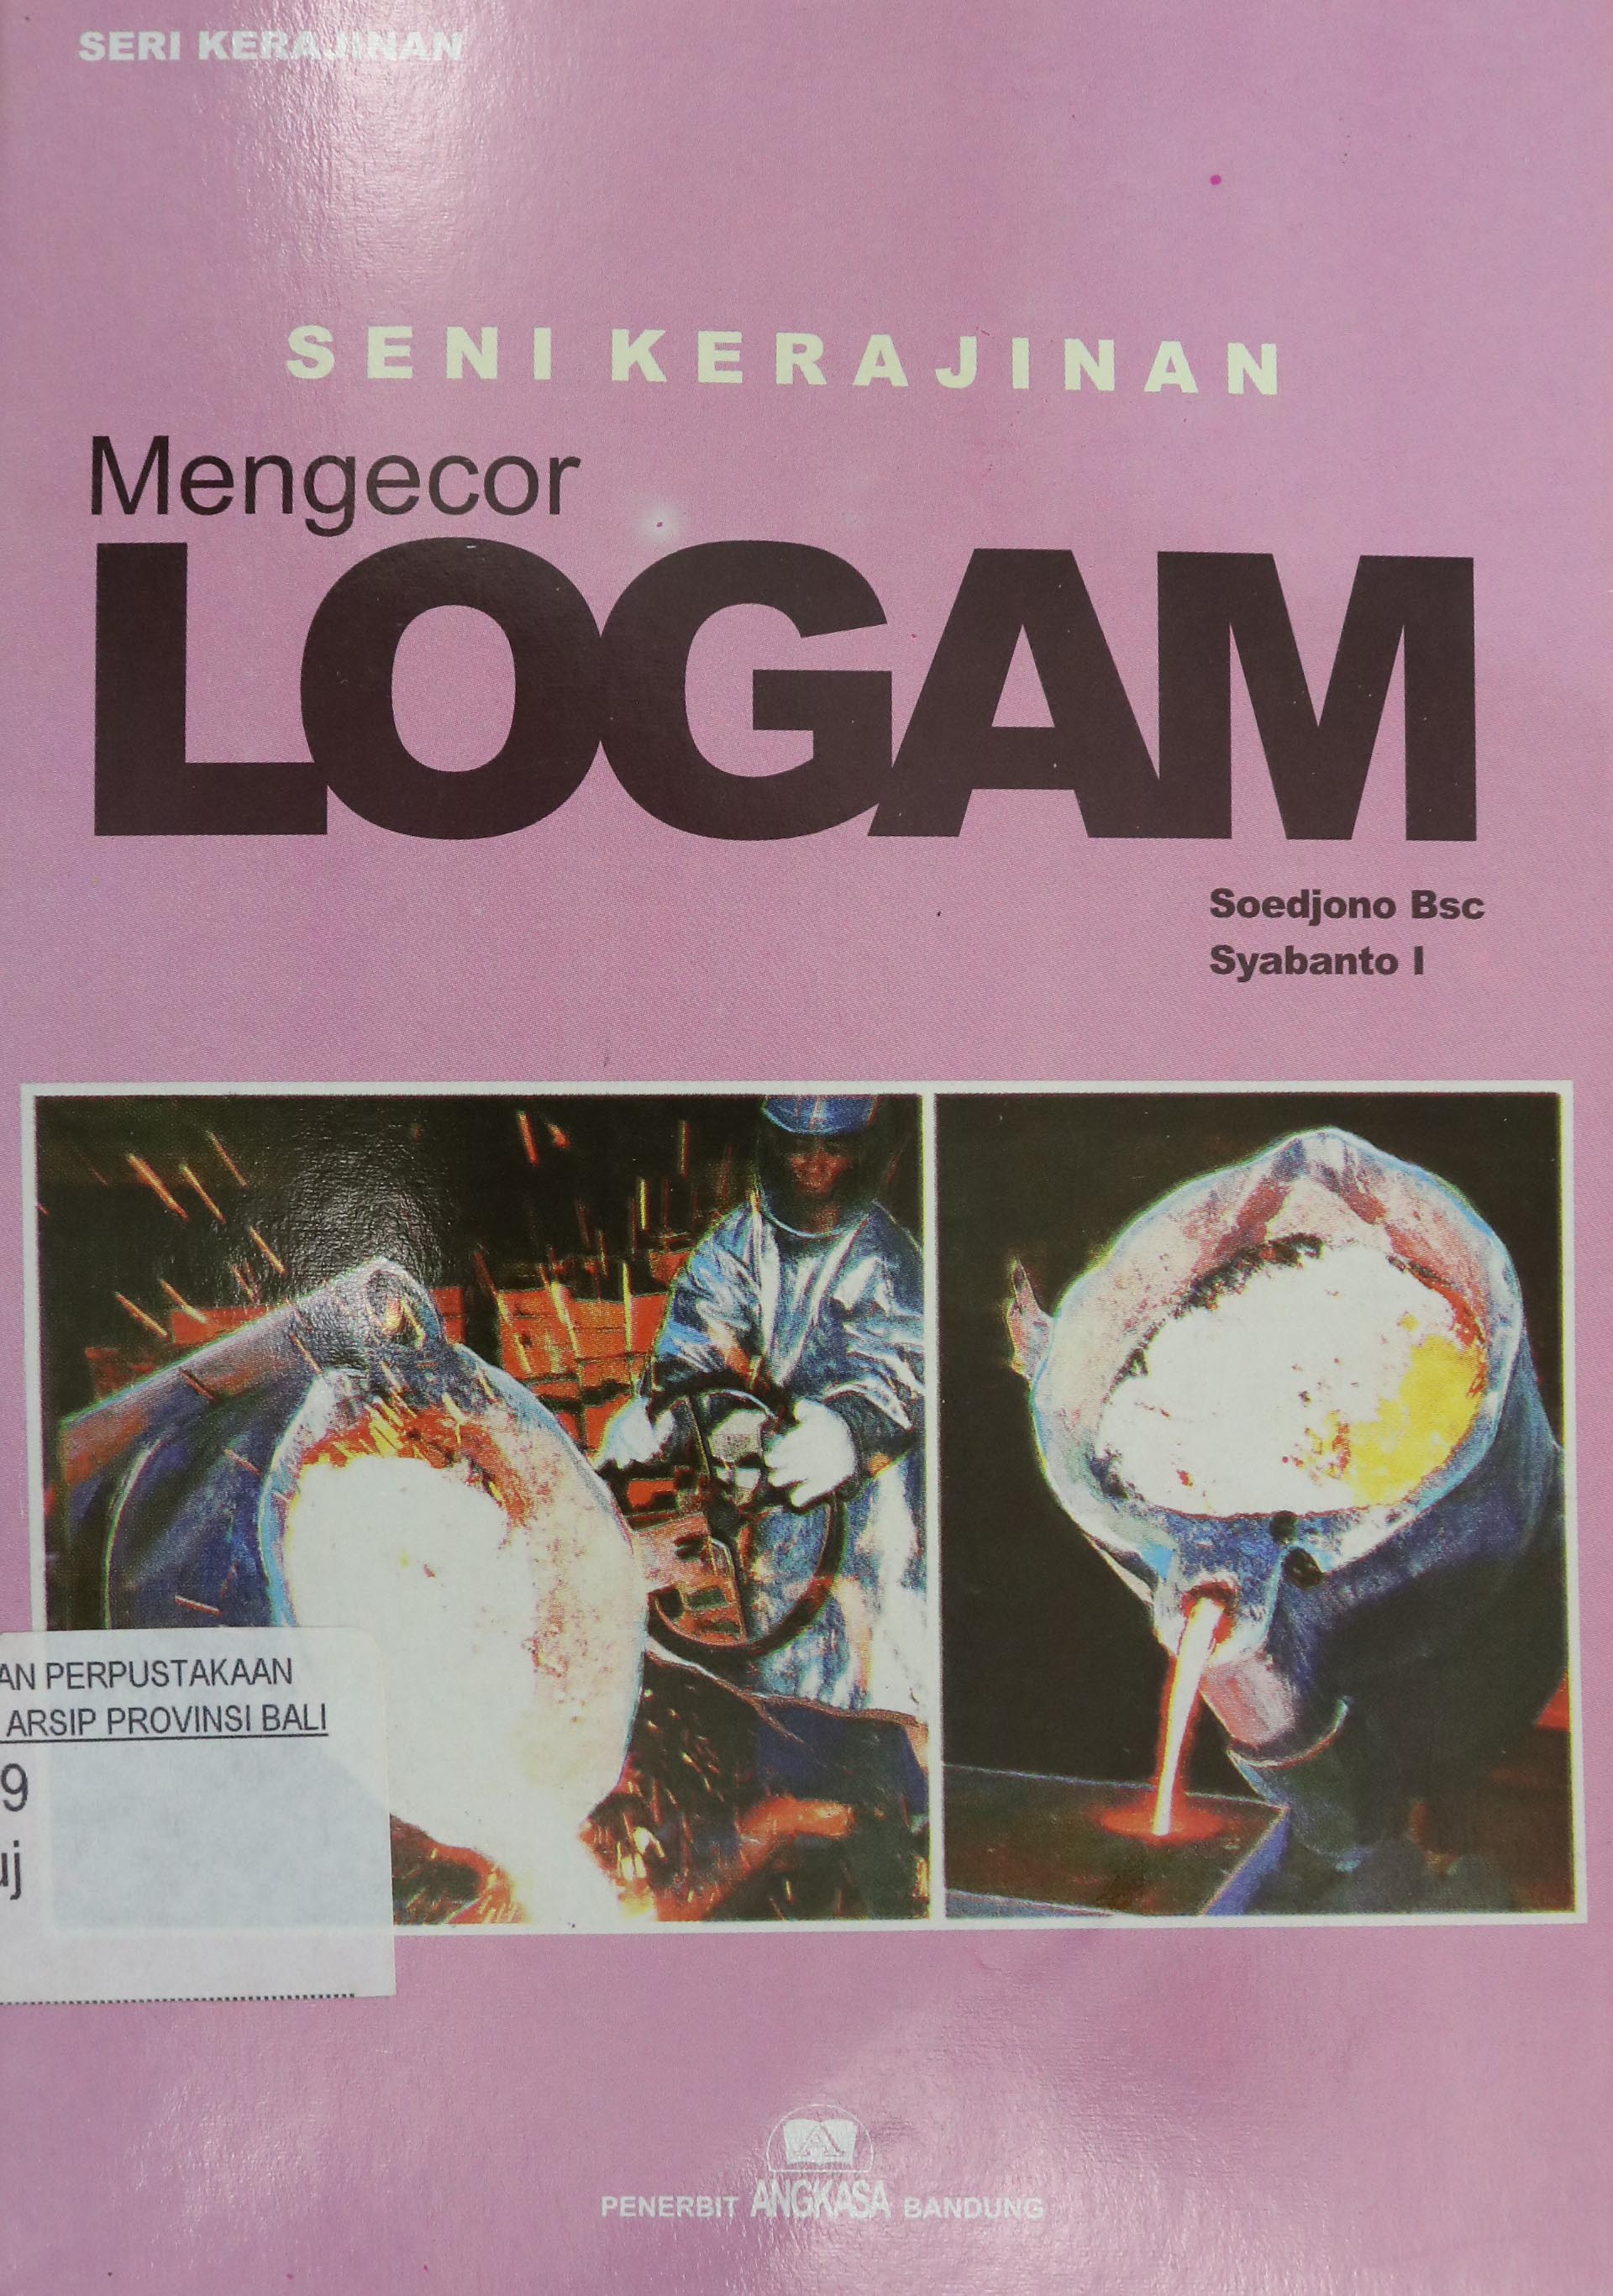 SERI KERAJINAN
SENI KERAJINAN
Mengecor
LOGAM
Soedjono Bsc
Syabanto I
AN PERPUSTAKAAN
ARSIP PROVINSI BALI
9
uj
A
PENERBIT ANGKASA BANDUNG